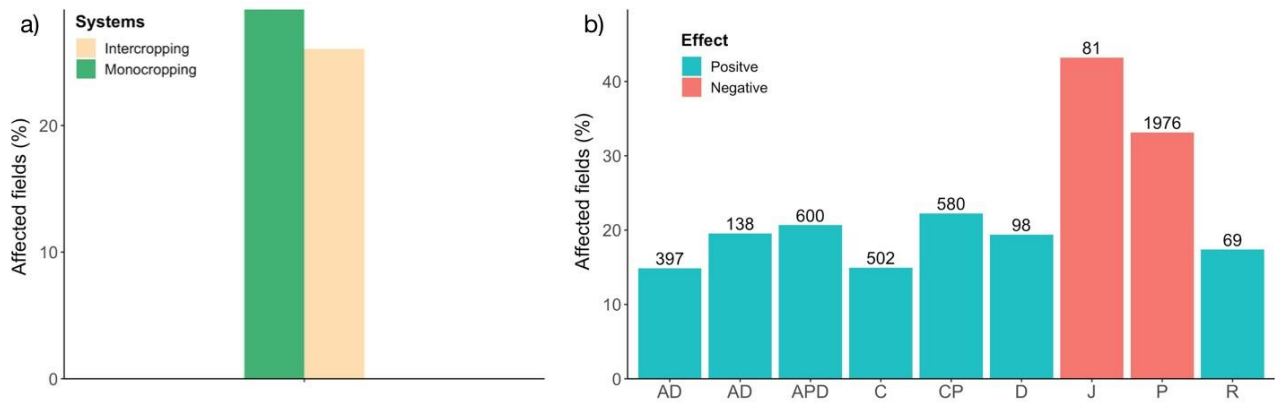 a)
Systems
Intercropping
Monocropping
Affected fields (%)
20
10
0
b)
Effect
Positve
Negative
Affected fields (%)
40
30
20
10
0
397
138
600
502
580
98
81
1976
69
AD AD APD C CP D J P R